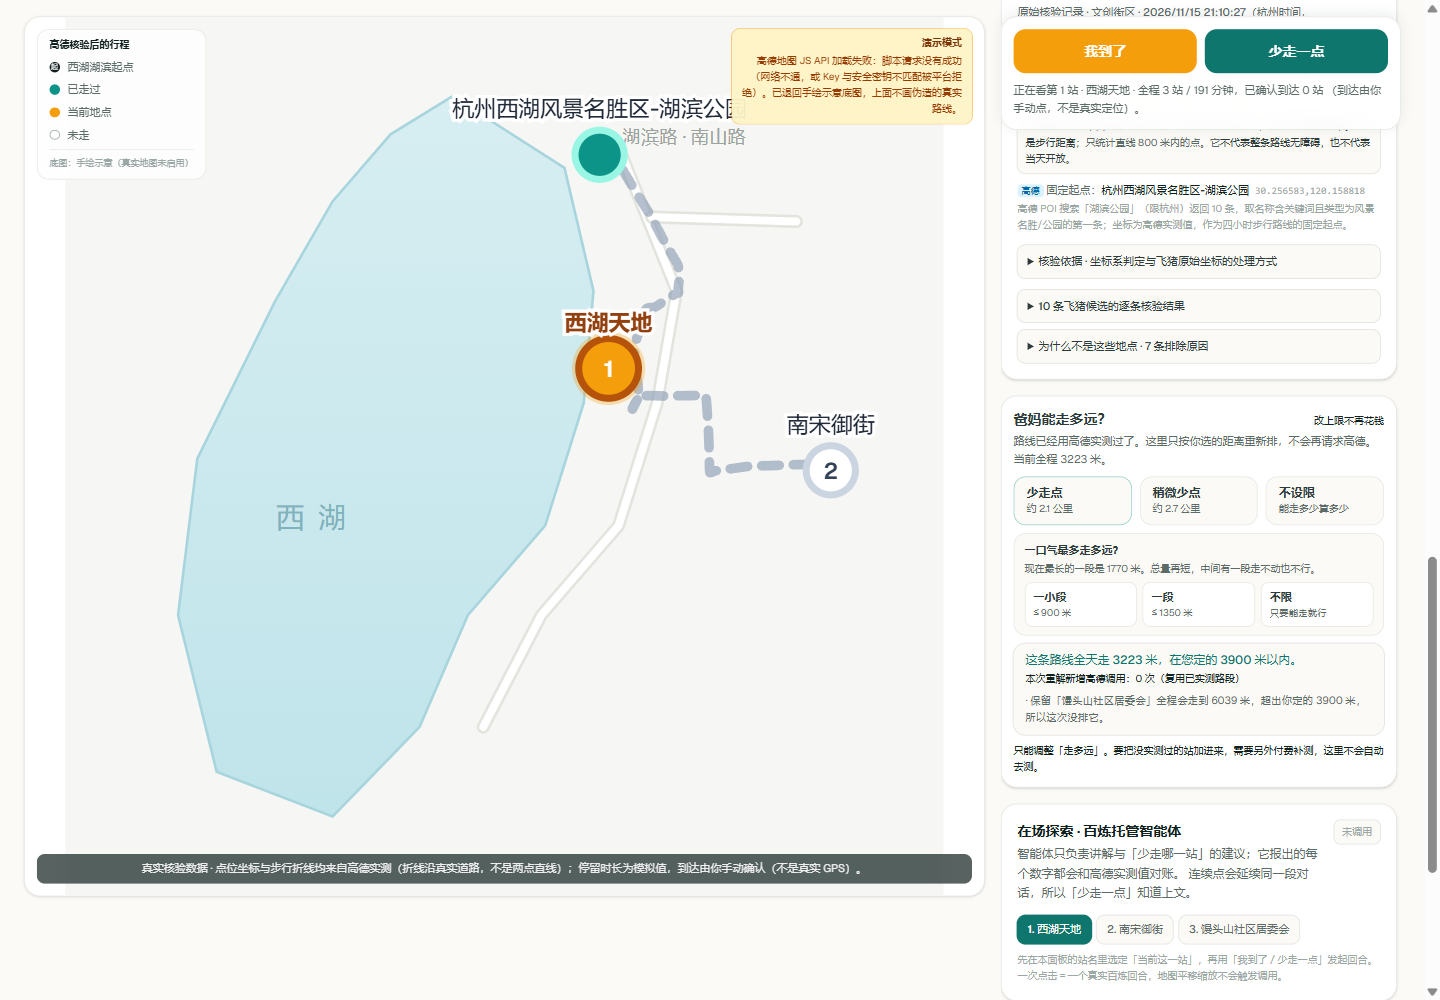 高德核验后的行程
西湖湖滨起点
已走过
当前地点
未走
底图：手绘示意（真实地图未启用）
演示模式
高德地图 JS API 加载失败：脚本请求没有成功
（网络不通，或 Key 与安全密钥不匹配被平台拒
绝）。已退回手绘示意底图，上面不画伪造的真实
路线。
杭州西湖风景名胜区-湖滨公园
湖滨路 · 南山路
西湖天地
1
南宋御街
2
西 湖
真实核验数据 · 点位坐标与步行折线均来自高德实测（折线沿真实道路，不是两点直线）；停留时长为模拟值，到达由你手动确认（不是真实 GPS）。
原始核验记录 · 文创街区 · 2026/11/15 21:10:27（杭州时间，
我到了
少走一点
正在看第 1 站 · 西湖天地 · 全程 3 站 / 191 分钟，已确认到达 0 站 （到达由你
手动点，不是真实定位）。
是步行距离；只统计直线 800 米内的点。它不代表整条路线无障碍，也不代表
当天开放。
高德 固定起点：杭州西湖风景名胜区-湖滨公园 30.256583,120.158818
高德 POI 搜索「湖滨公园」（限杭州）返回 10 条，取名称含关键词且类型为风景
名胜/公园的第一条；坐标为高德实测值，作为四小时步行路线的固定起点。
▶ 核验依据 · 坐标系判定与飞猪原始坐标的处理方式
▶ 10 条飞猪候选的逐条核验结果
▶ 为什么不是这些地点 · 7 条排除原因
爸妈能走多远？
改上限不再花钱
路线已经用高德实测过了。这里只按你选的距离重新排，不会再请求高德。
当前全程 3223 米。
少走点
约 2.1 公里
稍微少点
约 2.7 公里
不设限
能走多少算多少
一口气最多走多远？
现在最长的一段是 1770 米。总量再短，中间有一段走不动也不行。
一小段
≤900 米
一段
≤1350 米
不限
只要能走就行
这条路线全天走 3223 米，在您定的 3900 米以内。
本次重解新增高德调用：0 次（复用已实测路段）
· 保留「馒头山社区居委会」全程会走到 6039 米，超出你定的 3900 米，
所以这次没排它。
只能调整「走多远」。要把没实测过的站加进来，需要另外付费补测，这里不会自动
去测。
在场探索 · 百炼托管智能体
未调用
智能体只负责讲解与「少走哪一站」的建议；它报出的每
个数字都会和高德实测值对账。 连续点会延续同一段对
话，所以「少走一点」知道上文。
1. 西湖天地
2. 南宋御街
3. 馒头山社区居委会
先在本面板的站名里选定「当前这一站」，再用「我到了 / 少走一点」发起回合。
一次点击 = 一个真实百炼回合，地图平移缩放不会触发调用。